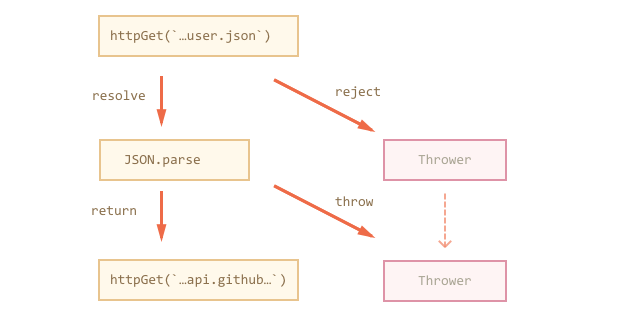 httpGet(`…user.json`)
resolve
reject
JSON.parse
Thrower
return
throw
httpGet(`…api.github…`)
Thrower